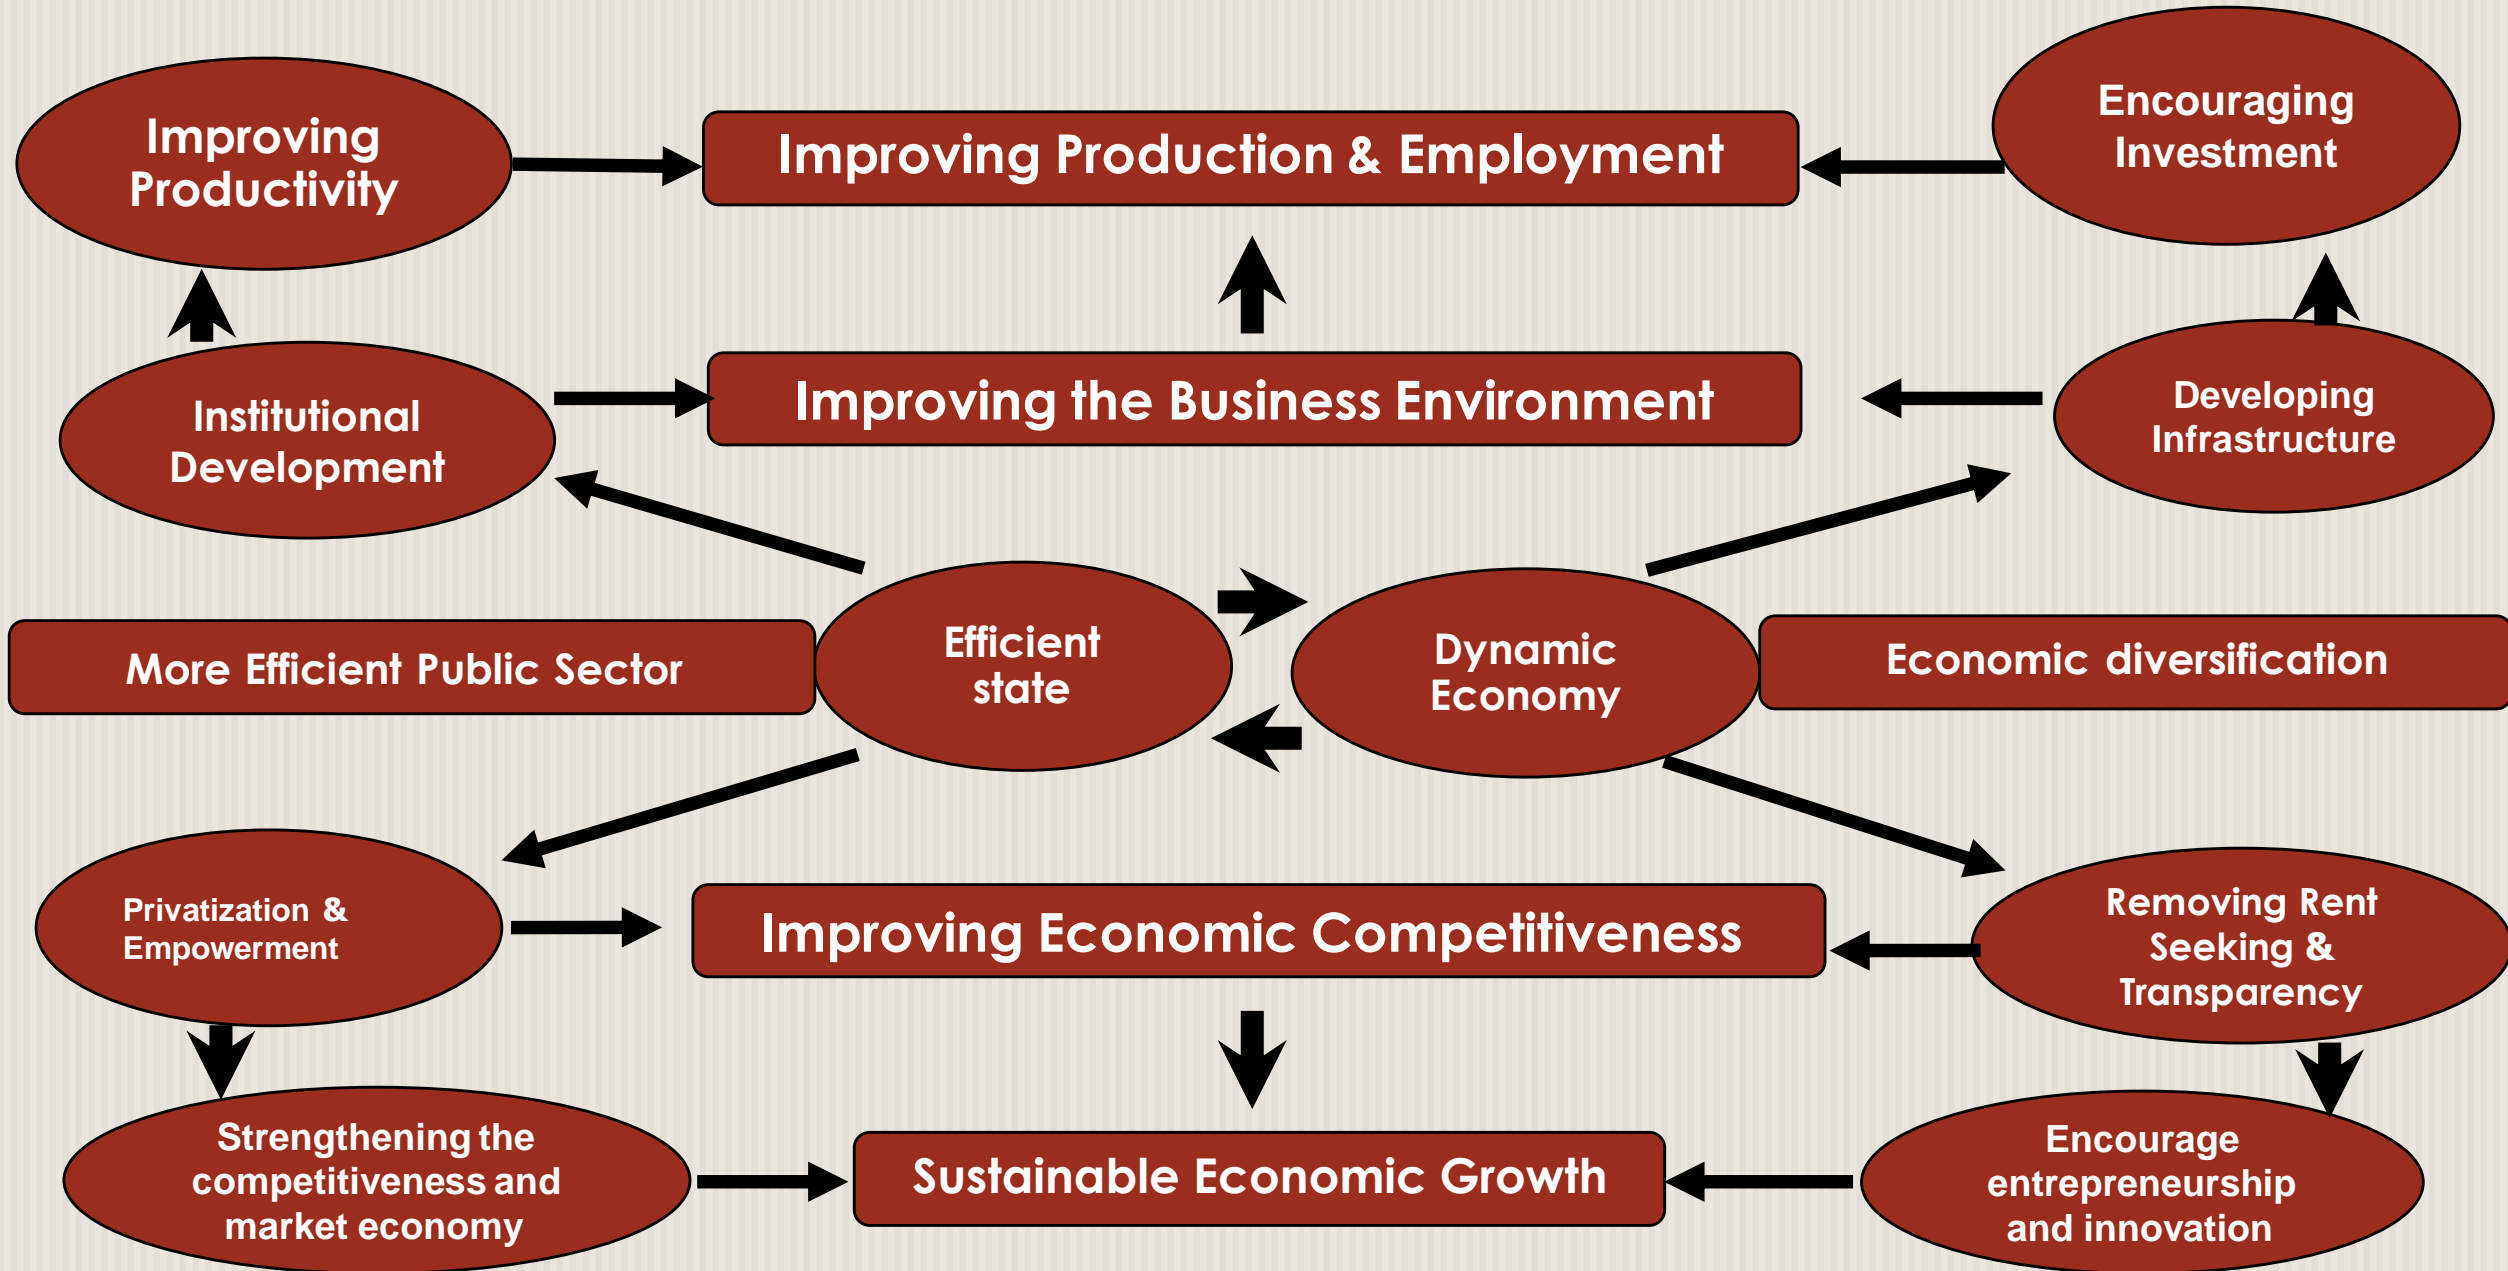 Improving
Productivity
Improving Production & Employment
Encouraging
Investment
Institutional
Development
Improving the Business Environment
Developing
Infrastructure
More Efficient Public Sector
Efficient
state
Dynamic
Economy
Economic diversification
Privatization &
Empowerment
Improving Economic Competitiveness
Removing Rent
Seeking &
Transparency
Strengthening the
competitiveness and
market economy
Sustainable Economic Growth
Encourage
entrepreneurship
and innovation